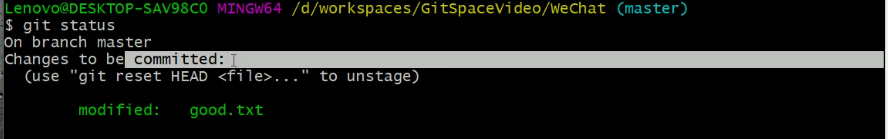 Lenovo@DESKTOP-SAV98C0 MINGW64 /d/workspaces/GitSpaceVideo/WeChat (master)
$ git status
On branch master
Changes to be committed:
  (use "git reset HEAD <file>..." to unstage)
        modified:   good.txt